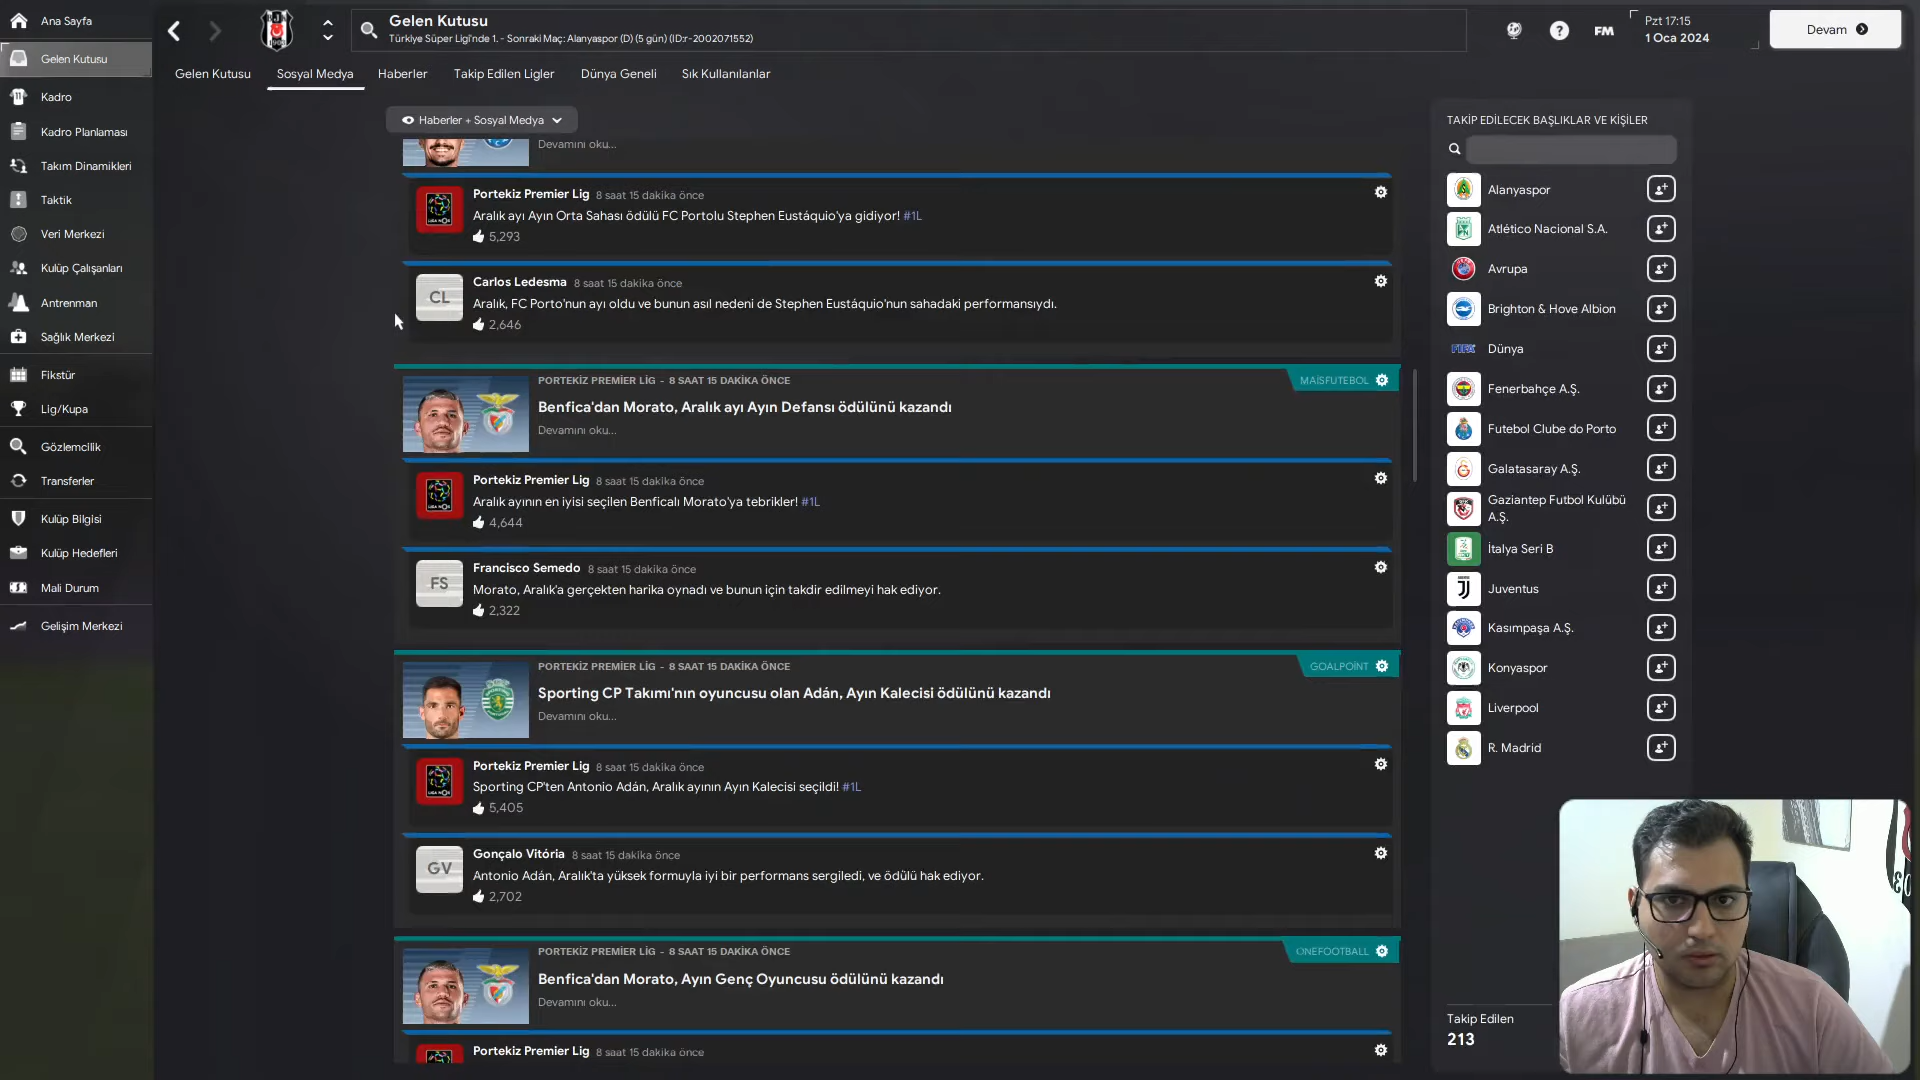 Ana Sayfa
Gelen Kutusu
Kadro
Kadro Planlaması
Takım Dinamikleri
Taktik
Veri Merkezi
Kulüp Çalışanları
Antrenman
Sağlık Merkezi
Fikstür
Lig/Kupa
Gözlemcilik
Transferler
Kulüp Bilgisi
Kulüp Hedefleri
Mali Durum
Gelişim Merkezi
Gelen Kutusu
Türkiye Süper Ligi'nde 1. - Sonraki Maç: Alanyaspor (D) (5 gün) (ID:r-2002071552)
FM
Pzt 17:15
1 Oca 2024
Devam
Gelen Kutusu Sosyal Medya Haberler Takip Edilen Ligler Dünya Geneli Sık Kullanılanlar
Haberler + Sosyal Medya
Devamını oku...
Portekiz Premier Lig 8 saat 15 dakika önce
Aralık ayı Ayın Orta Sahası ödülü FC Portolu Stephen Eustáquio'ya gidiyor! #1L
5,293
CL
Carlos Ledesma 8 saat 15 dakika önce
Aralık, FC Porto'nun ayı oldu ve bunun asıl nedeni de Stephen Eustáquio'nun sahadaki performansıydı.
2,646
PORTEKİZ PREMİER LİG - 8 SAAT 15 DAKİKA ÖNCE
MAISFUTEBOL
Benfica'dan Morato, Aralık ayı Ayın Defansı ödülünü kazandı
Devamını oku...
Portekiz Premier Lig 8 saat 15 dakika önce
Aralık ayının en iyisi seçilen Benficalı Morato'ya tebrikler! #1L
4,644
FS
Francisco Semedo 8 saat 15 dakika önce
Morato, Aralık'a gerçekten harika oynadı ve bunun için takdir edilmeyi hak ediyor.
2,322
PORTEKİZ PREMİER LİG - 8 SAAT 15 DAKİKA ÖNCE
GOALPOINT
Sporting CP Takımı'nın oyuncusu olan Adán, Ayın Kalecisi ödülünü kazandı
Devamını oku...
Portekiz Premier Lig 8 saat 15 dakika önce
Sporting CP'ten Antonio Adán, Aralık ayının Ayın Kalecisi seçildi! #1L
5,405
GV
Gonçalo Vitória 8 saat 15 dakika önce
Antonio Adán, Aralık'ta yüksek formuyla iyi bir performans sergiledi, ve ödülü hak ediyor.
2,702
PORTEKİZ PREMİER LİG - 8 SAAT 15 DAKİKA ÖNCE
ONEFOOTBALL
Benfica'dan Morato, Ayın Genç Oyuncusu ödülünü kazandı
Devamını oku...
Portekiz Premier Lig 8 saat 15 dakika önce
TAKİP EDİLECEK BAŞLIKLAR VE KİŞİLER
Alanyaspor
Atlético Nacional S.A.
Avrupa
Brighton & Hove Albion
FIFA
Dünya
Fenerbahçe A.Ş.
Futebol Clube do Porto
Galatasaray A.Ş.
Gaziantep Futbol Kulübü
A.Ş.
İtalya Seri B
Juventus
Kasımpaşa A.Ş.
Konyaspor
Liverpool
R. Madrid
Takip Edilen
213